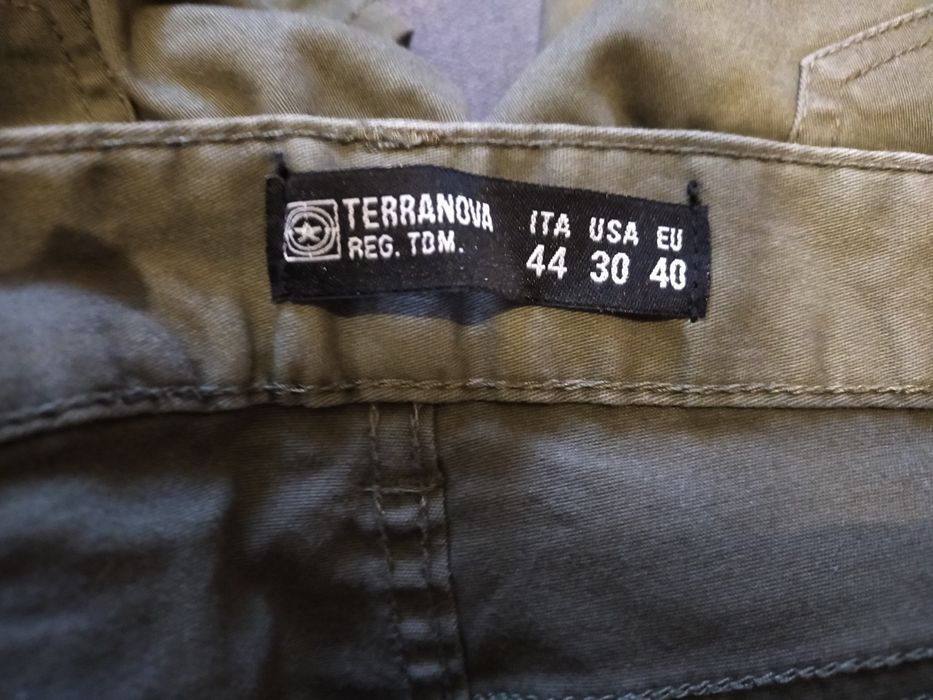 TERRANOVA
REG. TDM.
ITA USA EU
44 30 40